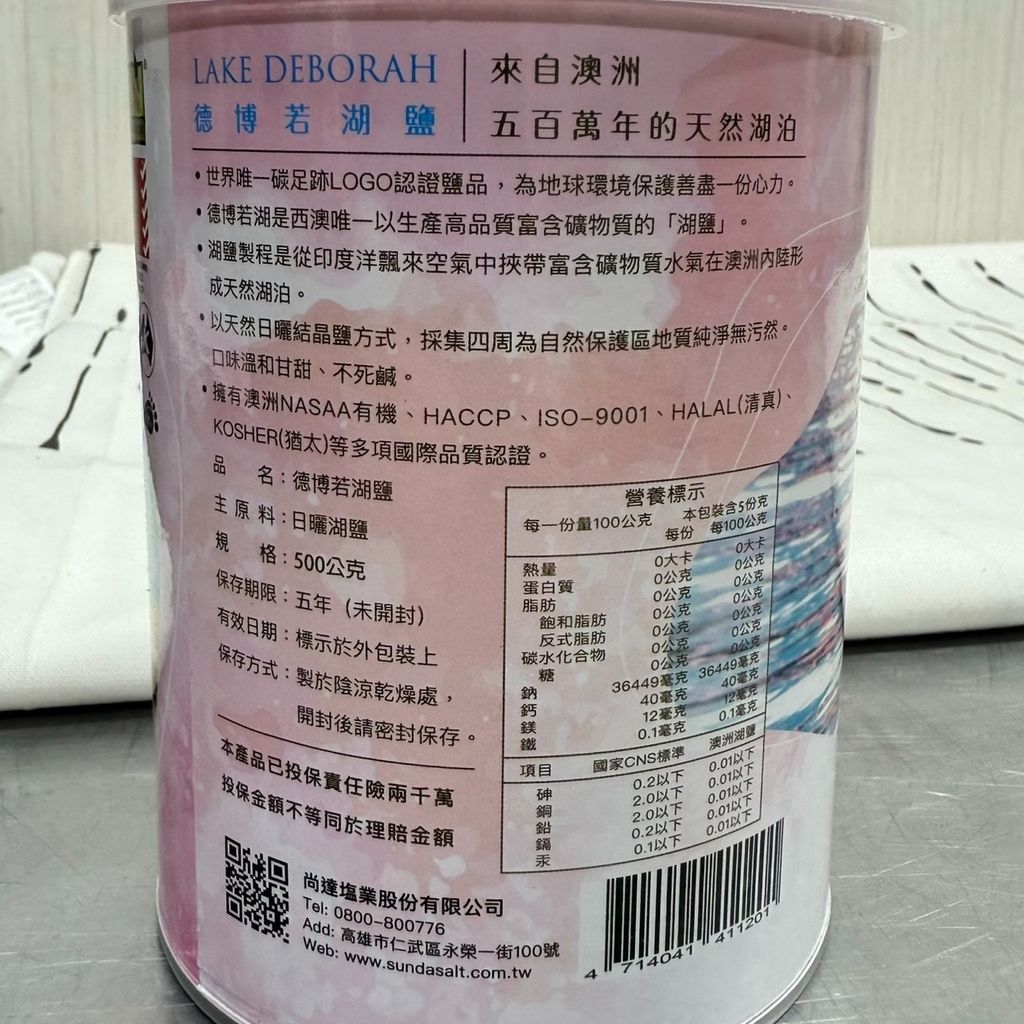 LAKE DEBORAH
德博若湖鹽
來自澳洲
五百萬年的天然湖泊
•世界唯一碳足跡LOGO認證鹽品，為地球環境保護善盡一份心力。
•德博若湖是西澳唯一以生產高品質富含礦物質的「湖鹽」。
•湖鹽製程是從印度洋飄來空氣中挾帶富含礦物質水氣在澳洲內陸形
成天然湖泊。
•以天然日曬結晶鹽方式，採集四周為自然保護區地質純淨無污然。
口味溫和甘甜、不死鹹。
•擁有澳洲NASAA有機、HACCP、ISO-9001、HALAL(清真)、
KOSHER(猶太)等多項國際品質認證。
品 名：德博若湖鹽
主原料：日曬湖鹽
規 格：500公克
保存期限：五年（未開封）
有效日期：標示於外包裝上
保存方式：製於陰涼乾燥處，
開封後請密封保存。
本產品已投保責任險兩千萬
投保金額不等同於理賠金額
營養標示
每一份量100公克 本包裝含5份克
每份 每100公克
熱量 0大卡 0大卡
蛋白質 0公克 0公克
脂肪 0公克 0公克
飽和脂肪 0公克 0公克
反式脂肪 0公克 0公克
碳水化合物 0公克 0公克
糖 0公克 0公克
鈉 36449毫克 36449毫克
鈣 40毫克 40毫克
鎂 12毫克 12毫克
鐵 0.1毫克 0.1毫克
項目 國家CNS標準 澳洲湖鹽
砷 0.2以下 0.01以下
銅 2.0以下 0.01以下
鉛 2.0以下 0.01以下
鎘 0.2以下 0.01以下
汞 0.1以下 0.01以下
尚達塩業股份有限公司
Tel: 0800-800776
Add: 高雄市仁武區永榮一街100號
Web: www.sundasalt.com.tw
4 714041 411201